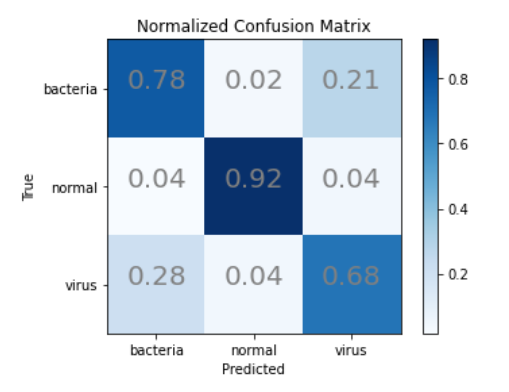 Normalized Confusion Matrix
bacteria 0.78 0.02 0.21
normal 0.04 0.92 0.04
virus 0.28 0.04 0.68
bacteria normal virus
Predicted
True
0.8
0.6
0.4
0.2